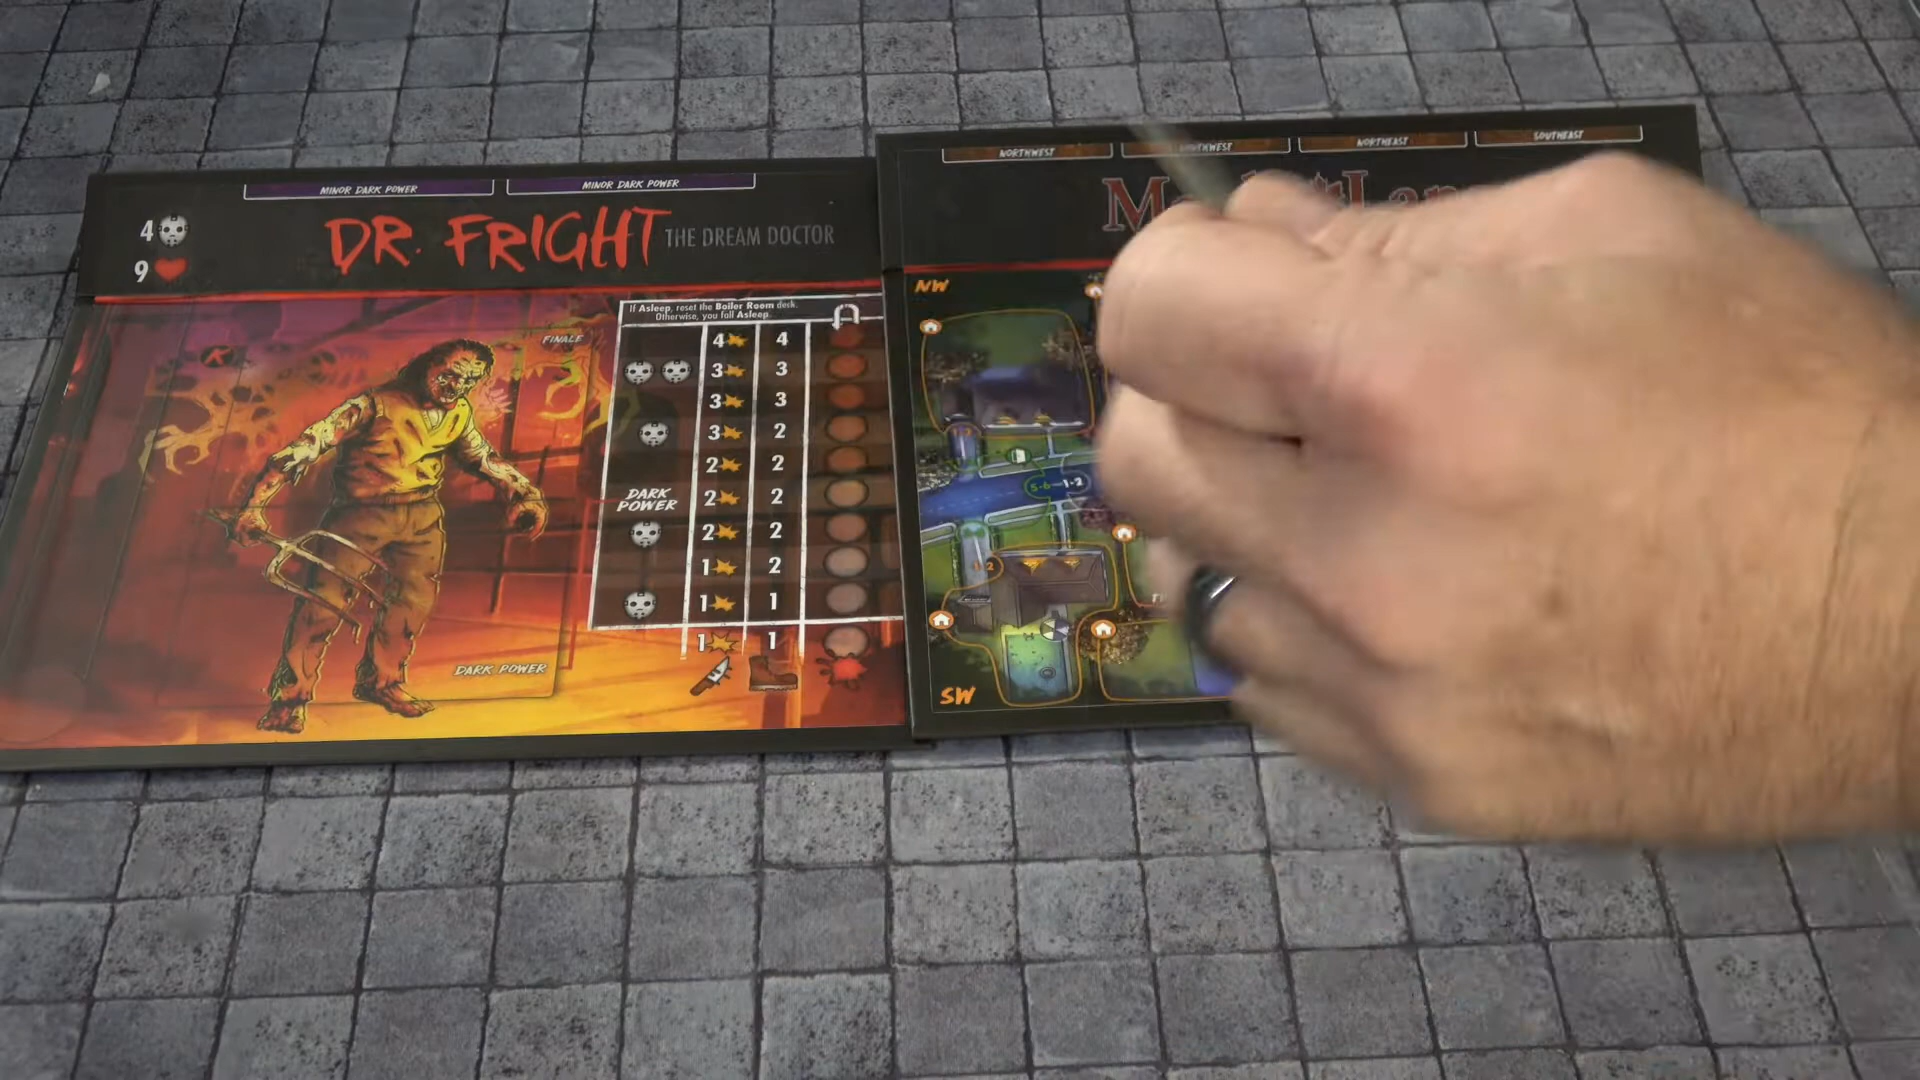 MINOR DARK POWER
MINOR DARK POWER
4
9
DR. FRIGHT
THE DREAM DOCTOR
FINALE
K
If Asleep, reset the Boiler Room deck.
Otherwise, you fall Asleep.
4 4
3 3
3 3
3 2
2 2
DARK POWER 2 2
2 2
1 2
1 1
1 1
DARK POWER
NORTHWEST
NORTHEAST
SOUTHEAST
NW
5-6
1-2
SW